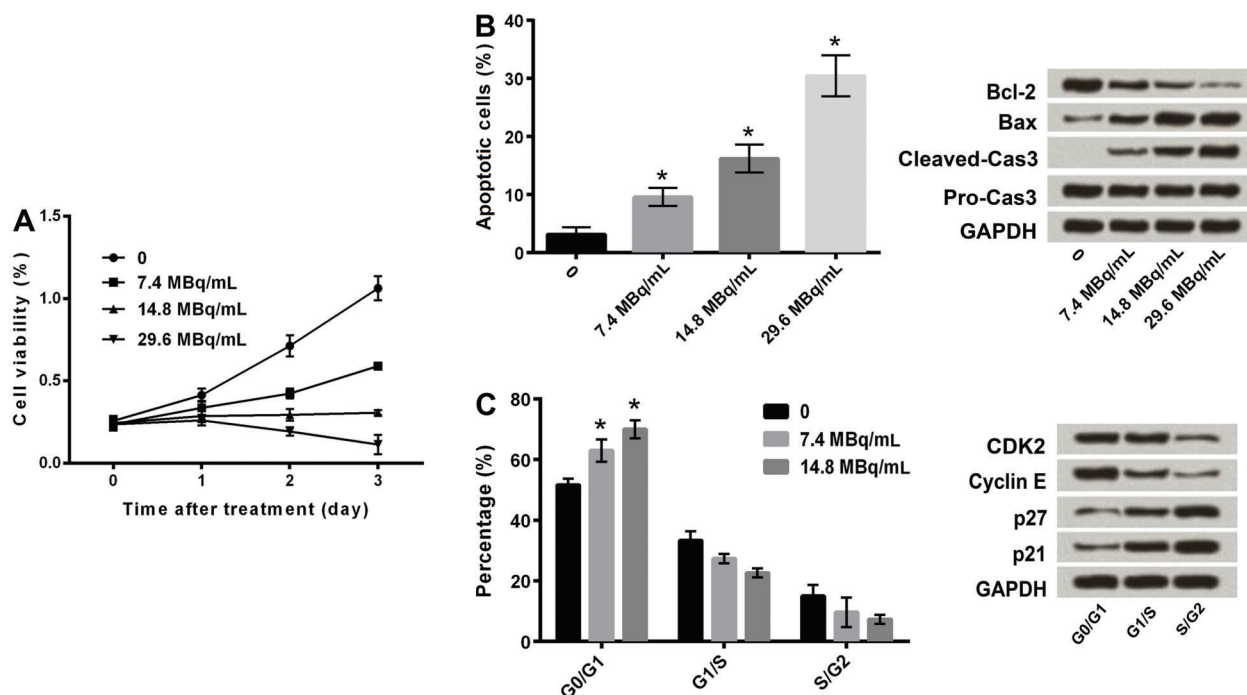 A
Cell viability (%)
1.5
1.0
0.5
0.0
0
7.4 MBq/mL
14.8 MBq/mL
29.6 MBq/mL
0 1 2 3
Time after treatment (day)
B
Apoptotic cells (%)
40
30
20
10
0
*
*
*
0
7.4 MBq/mL
14.8 MBq/mL
29.6 MBq/mL
Bcl-2
Bax
Cleaved-Cas3
Pro-Cas3
GAPDH
0
7.4 MBq/mL
14.8 MBq/mL
29.6 MBq/mL
C
Percentage (%)
80
60
40
20
0
* *
0
7.4 MBq/mL
14.8 MBq/mL
G0/G1
G1/S
S/G2
CDK2
Cyclin E
p27
p21
GAPDH
G0/G1
G1/S
S/G2